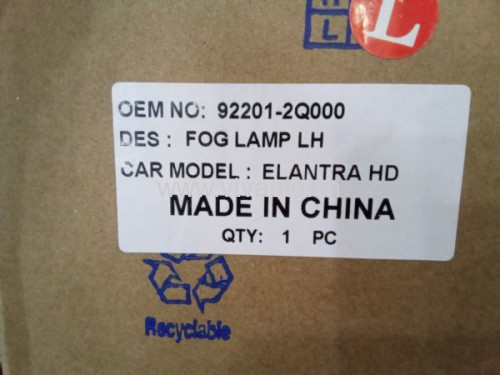 L
L
OEM NO: 92201-2Q000
DES : FOG LAMP LH
CAR MODEL : ELANTRA HD
MADE IN CHINA
QTY: 1 PC
Recyclable